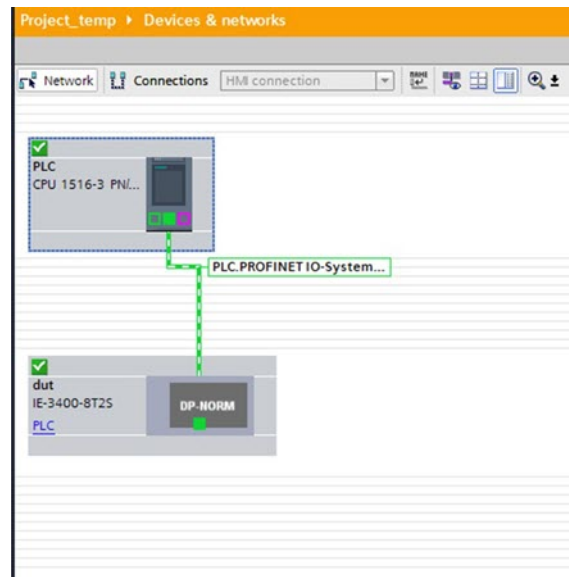 Project_temp ▸ Devices & networks
Network Connections HMI connection
PLC
CPU 1516-3 PN/...
PLC.PROFINET IO-System...
dut
IE-3400-8T2S
DP-NORM
PLC